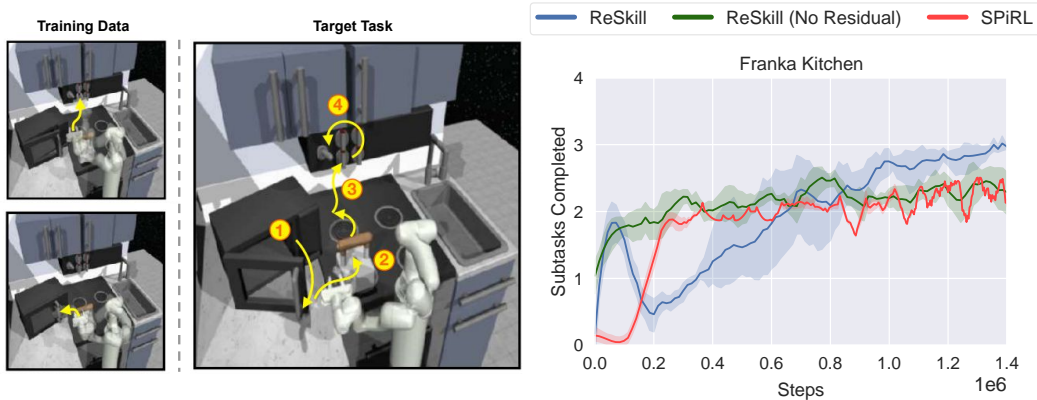 Training Data
Target Task
1
2
3
4
ReSkill
ReSkill (No Residual)
SPiRL
Franka Kitchen
Subtasks Completed
4
3
2
1
0
0.0 0.2 0.4 0.6 0.8 1.0 1.2 1.4
1e6
Steps